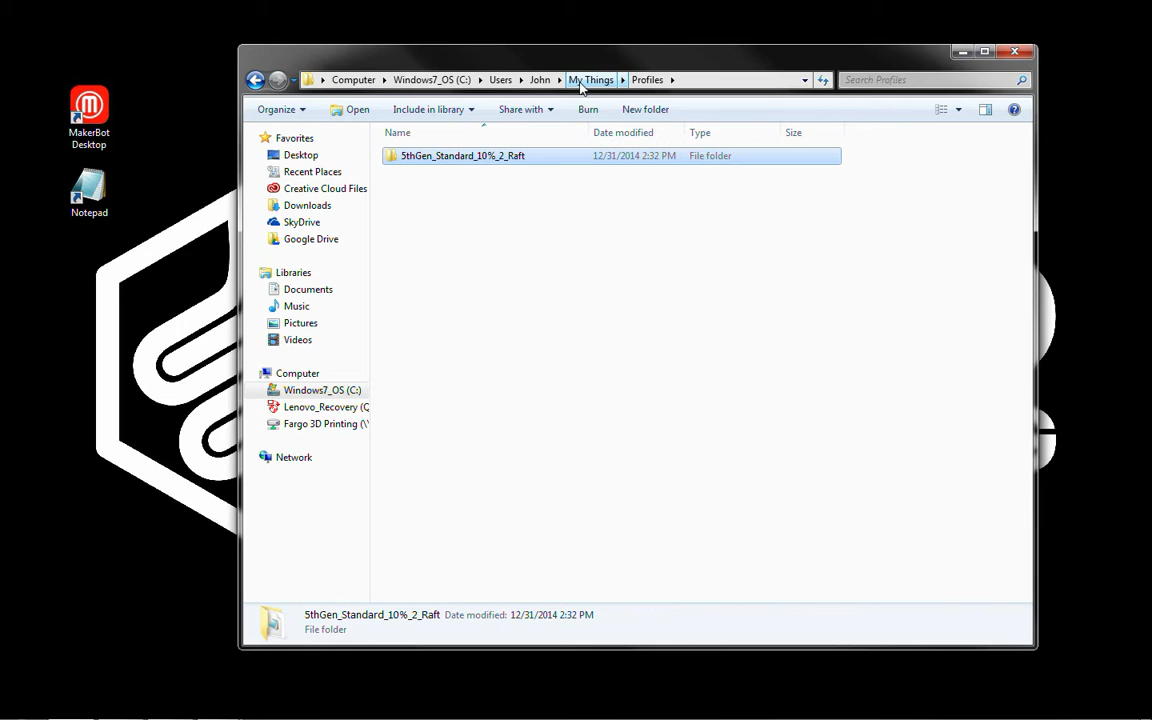 MakerBot
Desktop
Notepad
Computer Windows7_OS (C:) Users John My Things Profiles
Search Profiles
Organize Open Include in library Share with Burn New folder
Name Date modified Type Size
5thGen_Standard_10%_2_Raft 12/31/2014 2:32 PM File folder
Favorites
Desktop
Recent Places
Creative Cloud Files
Downloads
SkyDrive
Google Drive
Libraries
Documents
Music
Pictures
Videos
Computer
Windows7_OS (C:)
Lenovo_Recovery (Q
Fargo 3D Printing (\\
Network
5thGen_Standard_10%_2_Raft Date modified: 12/31/2014 2:32 PM
File folder